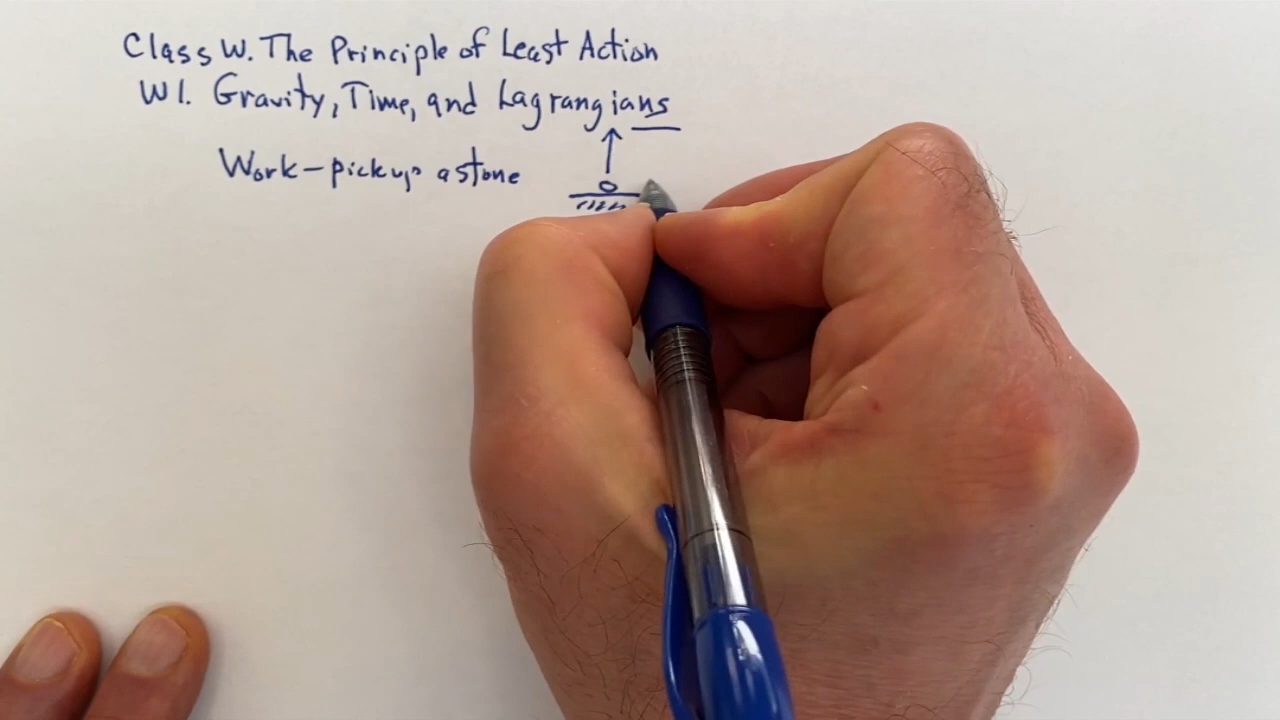 Class W. The Principle of Least Action
W1. Gravity, Time, and Lagrangians
Work-pick up a stone